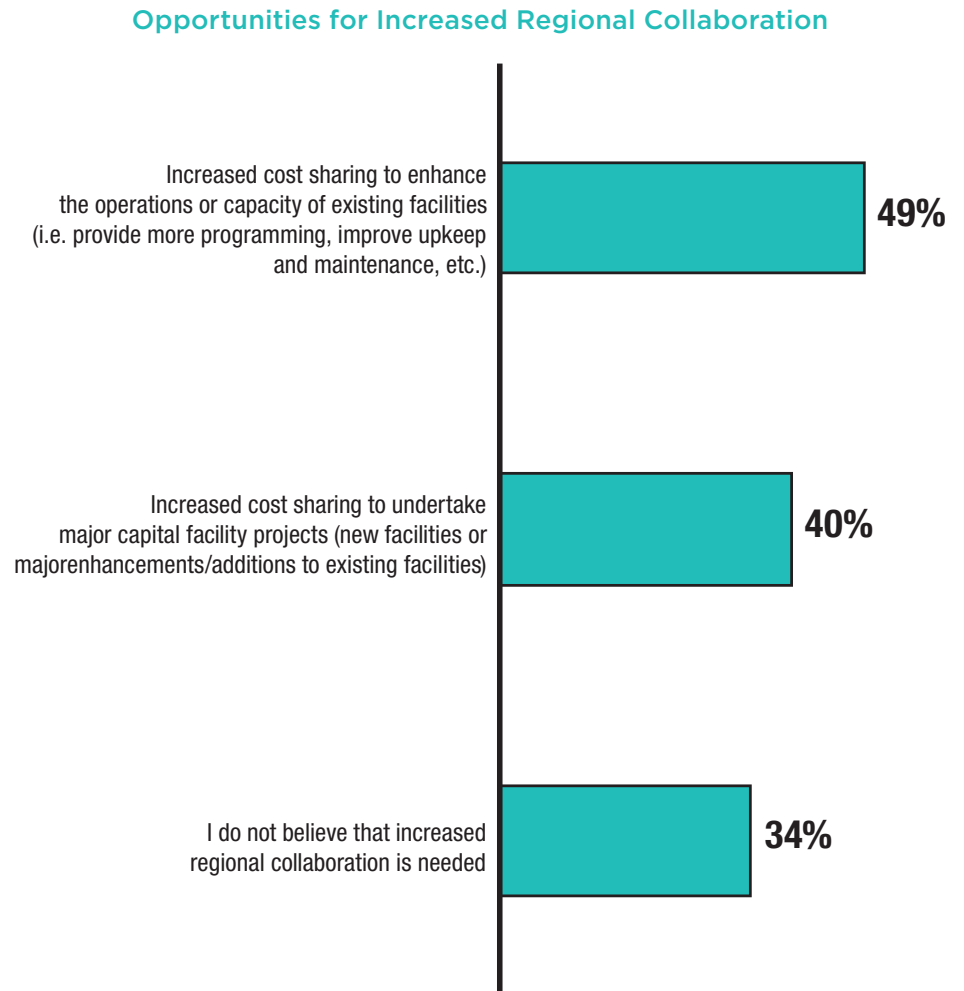 Opportunities for Increased Regional Collaboration
Increased cost sharing to enhance
the operations or capacity of existing facilities
(i.e. provide more programming, improve upkeep
and maintenance, etc.)
49%
Increased cost sharing to undertake
major capital facility projects (new facilities or
majorenhancements/additions to existing facilities)
40%
I do not believe that increased
regional collaboration is needed
34%